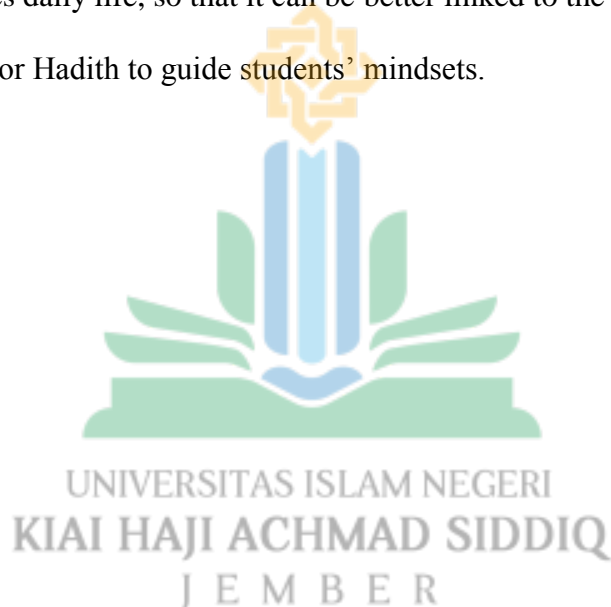 es daily life, so that it can be better linked to the
or Hadith to guide students’ mindsets.
UNIVERSITAS ISLAM NEGERI
KIAI HAJI ACHMAD SIDDIQ
J E M B E R